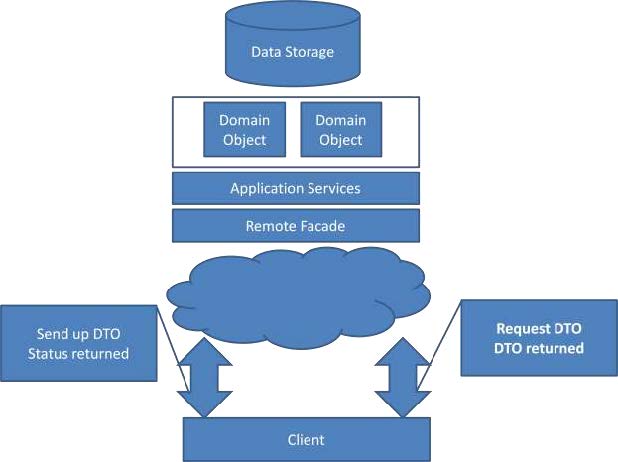 Data Storage
Domain
Object
Domain
Object
Application Services
Remote Facade
Send up DTO
Status returned
Request DTO
DTO returned
Client